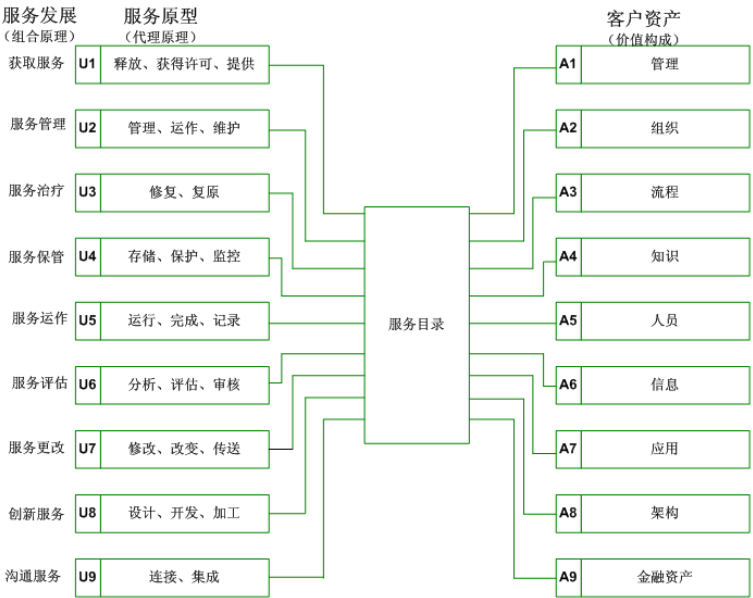 服务发展 服务原型 客户资产
（组合原理） （代理原理） （价值构成）
获取服务 U1 释放、获得许可、提供 A1 管理
服务管理 U2 管理、运作、维护 A2 组织
服务治疗 U3 修复、复原 A3 流程
服务保管 U4 存储、保护、监控 A4 知识
服务运作 U5 运行、完成、记录 服务目录 A5 人员
服务评估 U6 分析、评估、审核 A6 信息
服务更改 U7 修改、改变、传送 A7 应用
创新服务 U8 设计、开发、加工 A8 架构
沟通服务 U9 连接、集成 A9 金融资产